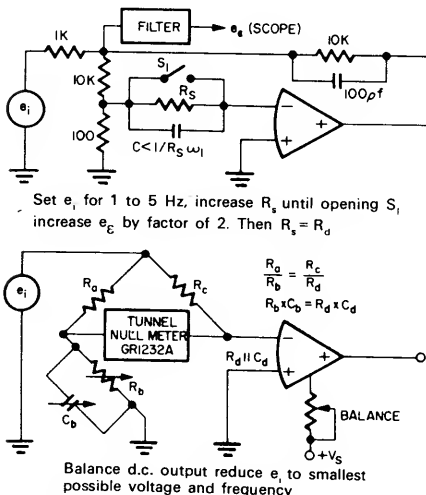 FILTER
eε (SCOPE)
1K
10K
S1
10K
100pf
ei
RS
100
C<1/RSω1
−
+
+
Set ei for 1 to 5 Hz, increase Rs until opening S1
increase eε by factor of 2. Then Rs = Rd
ei
Ra
Rc
Ra/Rb = Rc/Rd
Rb x Cb = Rd x Cd
TUNNEL
NULL METER
GR1232A
Rd II Cd
−
+
+
Rb
Cb
BALANCE
+VS
Balance d.c. output reduce ei to smallest
possible voltage and frequency